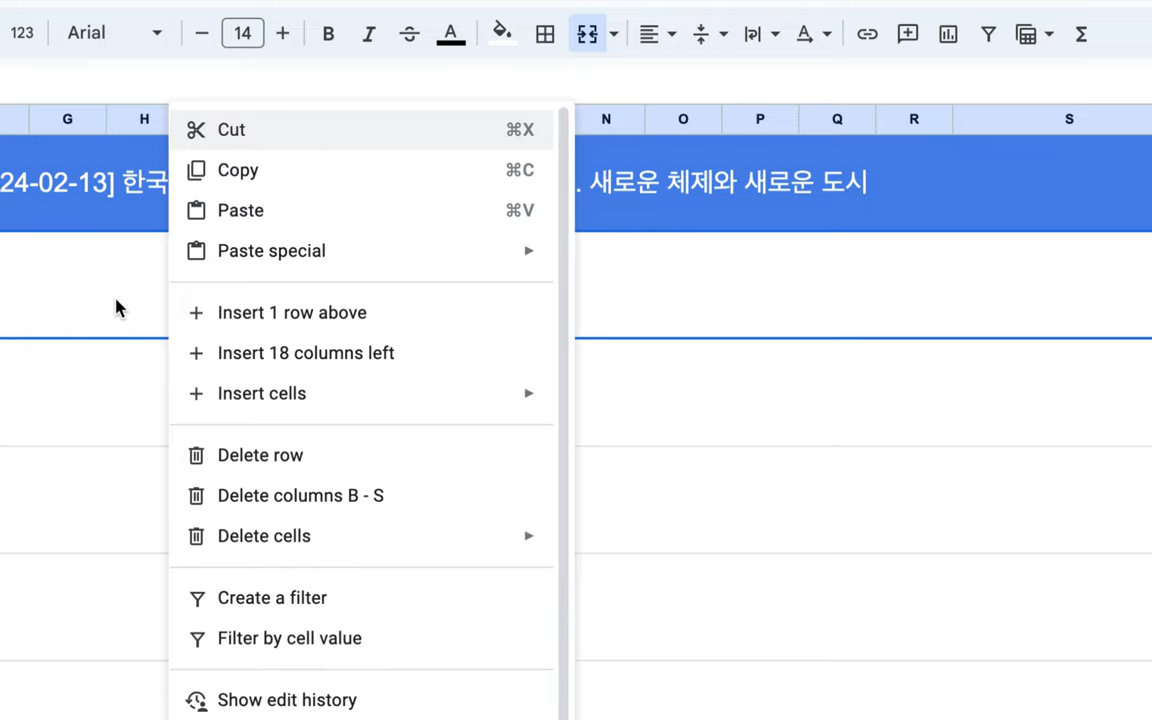 123 Arial 14 B I A A Σ
G H N O P Q R S
24-02-13] 한국 . 새로운 체제와 새로운 도시
Cut ⌘X
Copy ⌘C
Paste ⌘V
Paste special
Insert 1 row above
Insert 18 columns left
Insert cells
Delete row
Delete columns B - S
Delete cells
Create a filter
Filter by cell value
Show edit history